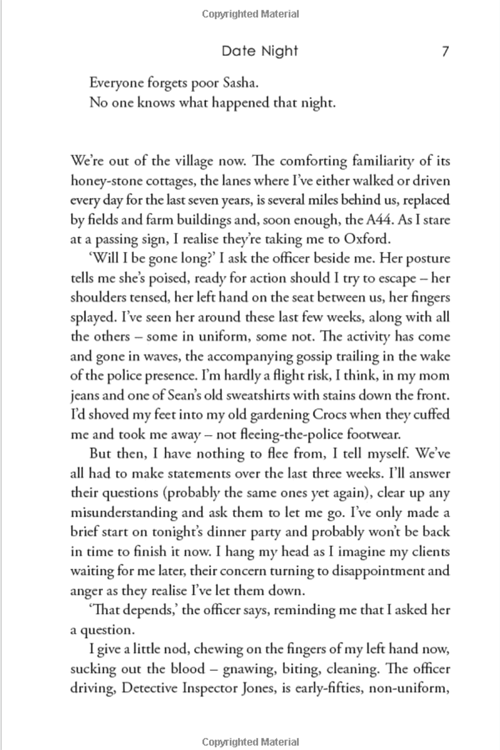 Copyrighted Material
Date Night 7
Everyone forgets poor Sasha.
No one knows what happened that night.
We’re out of the village now. The comforting familiarity of its
honey-stone cottages, the lanes where I’ve either walked or driven
every day for the last seven years, is several miles behind us, replaced
by fields and farm buildings and, soon enough, the A44. As I stare
at a passing sign, I realise they’re taking me to Oxford.
‘Will I be gone long?’ I ask the officer beside me. Her posture
tells me she’s poised, ready for action should I try to escape – her
shoulders tensed, her left hand on the seat between us, her fingers
splayed. I’ve seen her around these last few weeks, along with all
the others – some in uniform, some not. The activity has come
and gone in waves, the accompanying gossip trailing in the wake
of the police presence. I’m hardly a flight risk, I think, in my mom
jeans and one of Sean’s old sweatshirts with stains down the front.
I’d shoved my feet into my old gardening Crocs when they cuffed
me and took me away – not fleeing-the-police footwear.
But then, I have nothing to flee from, I tell myself. We’ve
all had to make statements over the last three weeks. I’ll answer
their questions (probably the same ones yet again), clear up any
misunderstanding and ask them to let me go. I’ve only made a
brief start on tonight’s dinner party and probably won’t be back
in time to finish it now. I hang my head as I imagine my clients
waiting for me later, their concern turning to disappointment and
anger as they realise I’ve let them down.
‘That depends,’ the officer says, reminding me that I asked her
a question.
I give a little nod, chewing on the fingers of my left hand now,
sucking out the blood – gnawing, biting, cleaning. The officer
driving, Detective Inspector Jones, is early-fifties, non-uniform,
Copyrighted Material